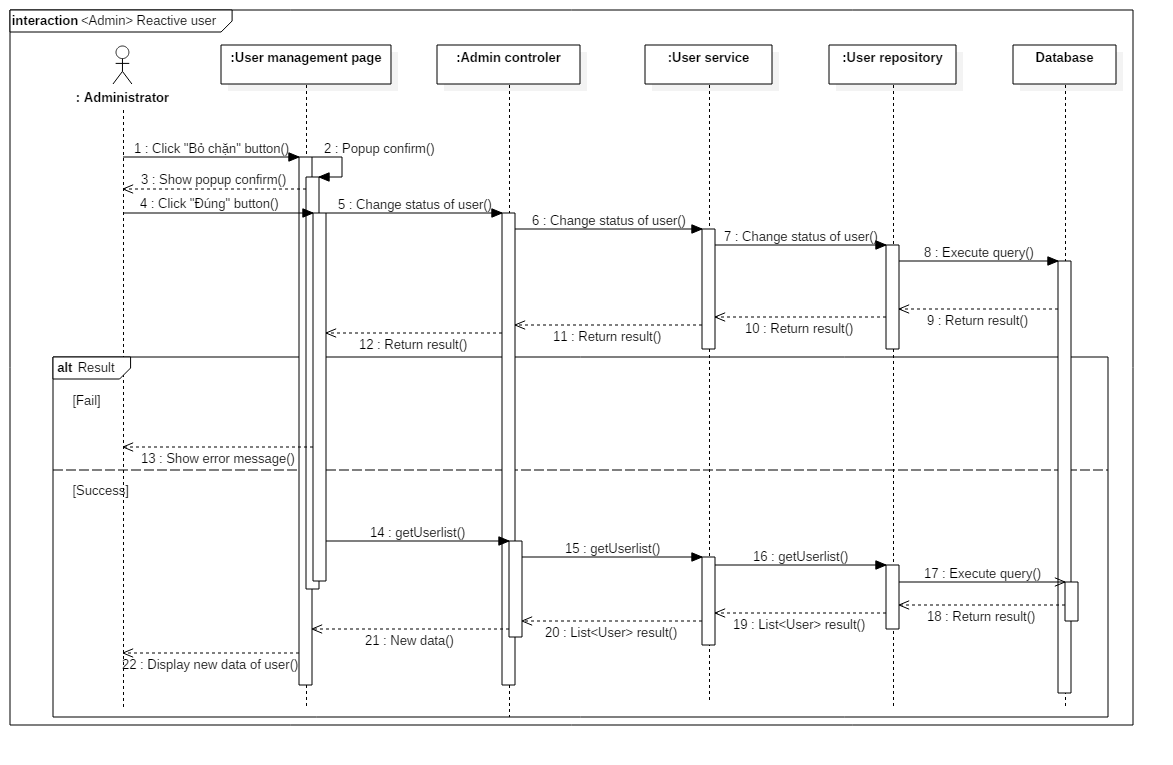 interaction <Admin> Reactive user
: Administrator
:User management page
:Admin controler
:User service
:User repository
Database
1 : Click "Bỏ chặn" button()
2 : Popup confirm()
3 : Show popup confirm()
4 : Click "Đúng" button()
5 : Change status of user()
6 : Change status of user()
7 : Change status of user()
8 : Execute query()
9 : Return result()
10 : Return result()
11 : Return result()
12 : Return result()
alt Result
[Fail]
13 : Show error message()
[Success]
14 : getUserlist()
15 : getUserlist()
16 : getUserlist()
17 : Execute query()
18 : Return result()
19 : List<User> result()
20 : List<User> result()
21 : New data()
22 : Display new data of user()